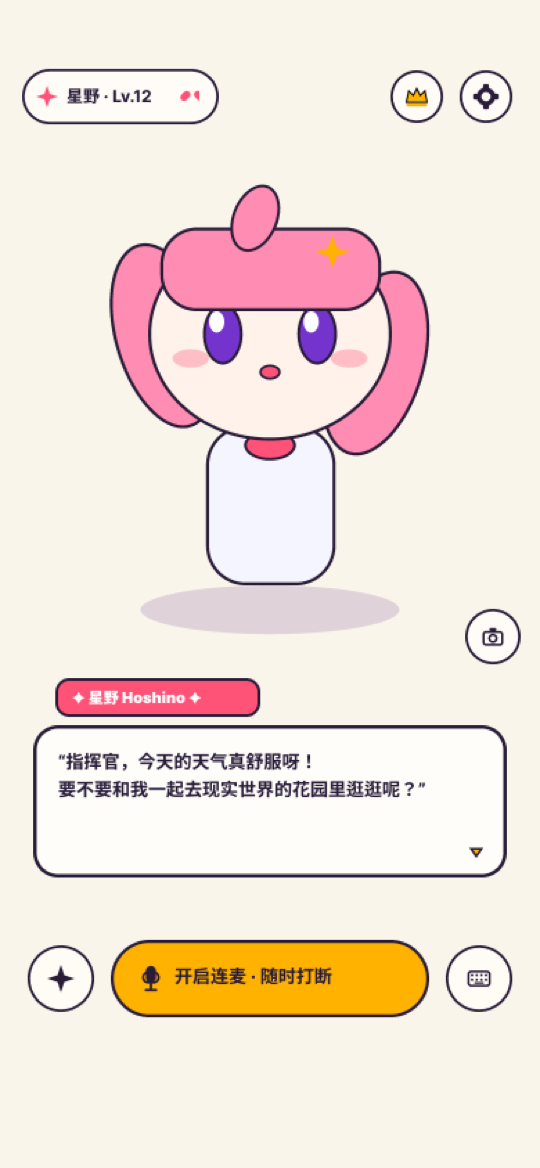 星野 · Lv.12
✦ 星野 Hoshino ✦
“指挥官，今天的天气真舒服呀！
要不要和我一起去现实世界的花园里逛逛呢？”
开启连麦 · 随时打断